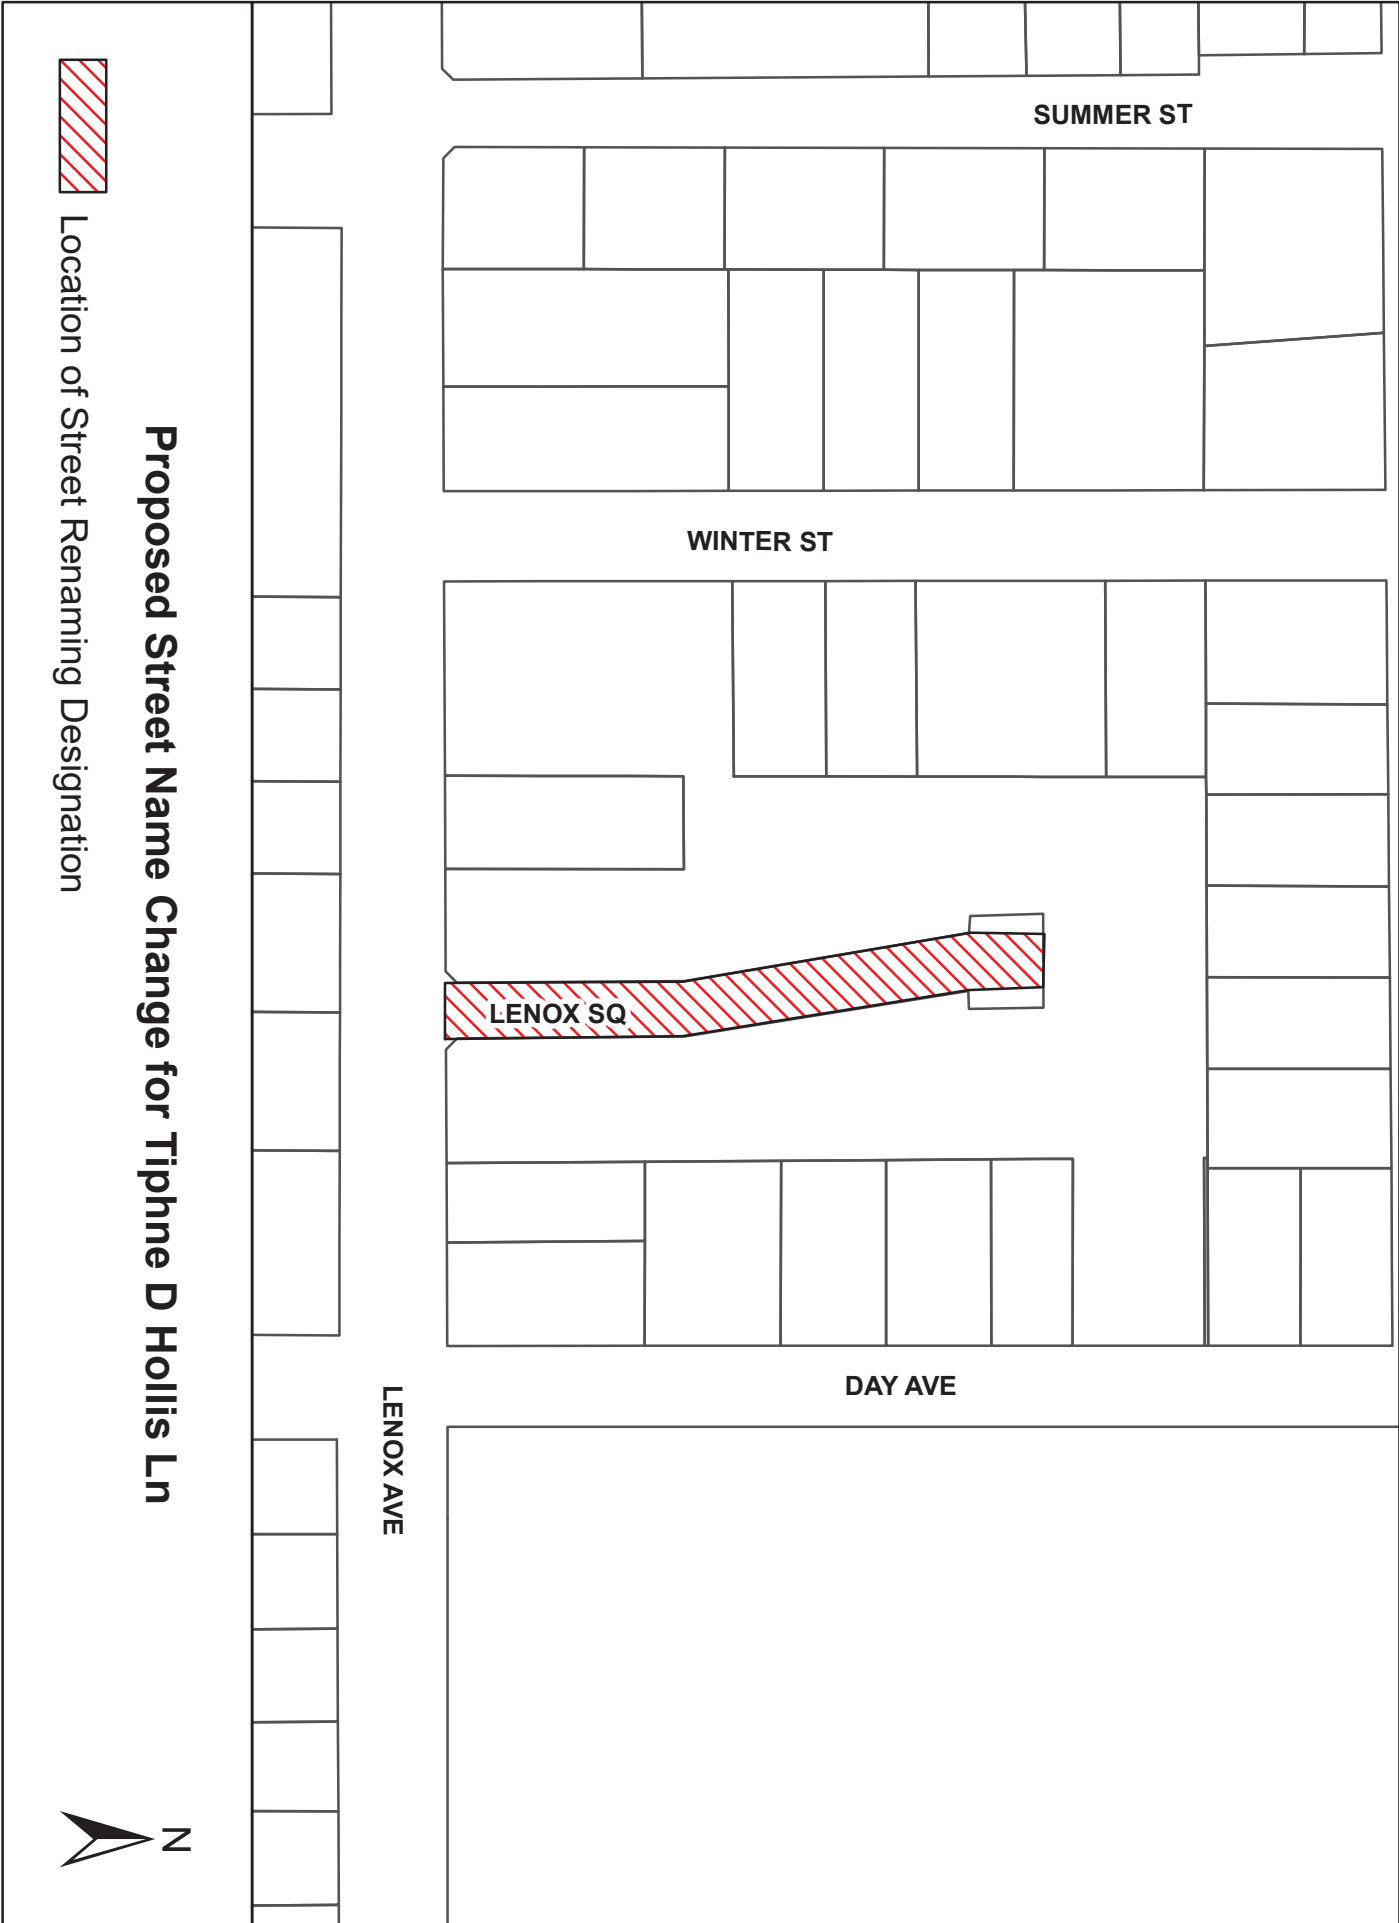 SUMMER ST
WINTER ST
LENOX SQ
DAY AVE
LENOX AVE
Proposed Street Name Change for Tiphne D Hollis Ln
Location of Street Renaming Designation
N